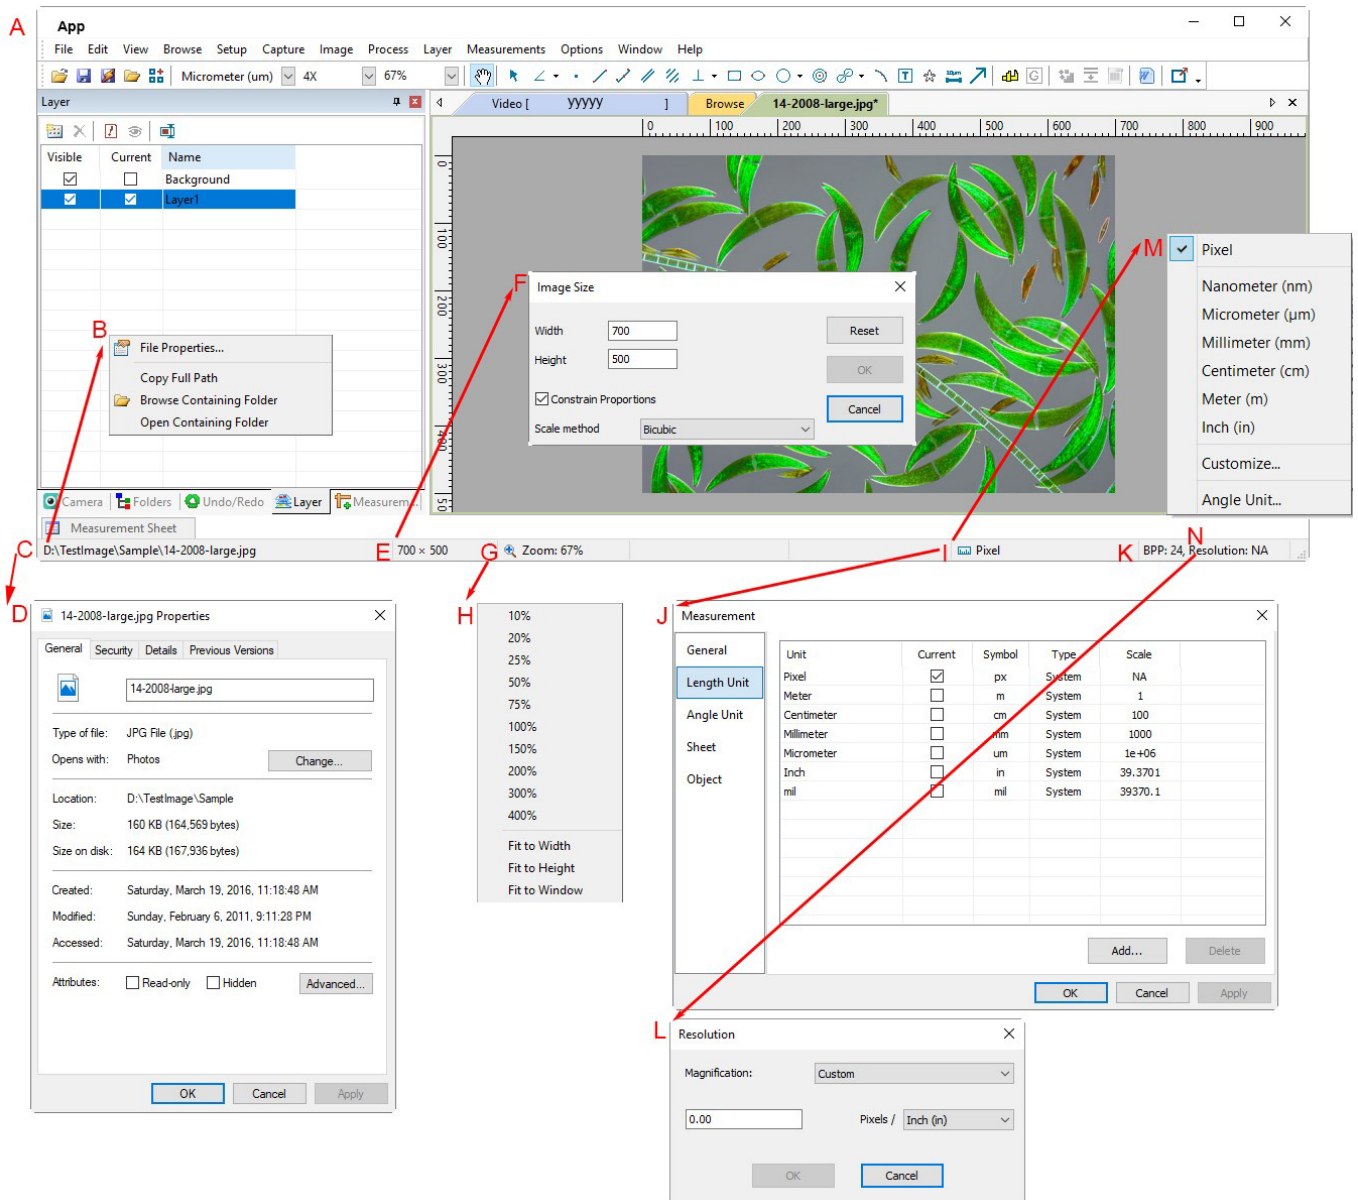 A
App
File Edit View Browse Setup Capture Image Process Layer Measurements Options Window Help
Micrometer (um) 4X 67%
Layer
Video [ yyyyy ] Browse 14-2008-large.jpg*
0 100 200 300 400 500 600 700 800 900
Visible Current Name
Background
Layer1
0
100
200
300
400
50
B
File Properties...
Copy Full Path
Browse Containing Folder
Open Containing Folder
F
Image Size
Width 700
Height 500
Constrain Proportions
Scale method Bicubic
Reset
OK
Cancel
M
Pixel
Nanometer (nm)
Micrometer (µm)
Millimeter (mm)
Centimeter (cm)
Meter (m)
Inch (in)
Customize...
Angle Unit...
Camera Folders Undo/Redo Layer Measurem...
Measurement Sheet
C D:\TestImage\Sample\14-2008-large.jpg E 700 × 500 G Zoom: 67% I Pixel K BPP: 24, Resolution: NA
N
D
14-2008-large.jpg Properties
General Security Details Previous Versions
14-2008-large.jpg
Type of file: JPG File (.jpg)
Opens with: Photos Change...
Location: D:\TestImage\Sample
Size: 160 KB (164,569 bytes)
Size on disk: 164 KB (167,936 bytes)
Created: Saturday, March 19, 2016, 11:18:48 AM
Modified: Sunday, February 6, 2011, 9:11:28 PM
Accessed: Saturday, March 19, 2016, 11:18:48 AM
Attributes: Read-only Hidden Advanced...
OK Cancel Apply
H
10%
20%
25%
50%
75%
100%
150%
200%
300%
400%
Fit to Width
Fit to Height
Fit to Window
J
Measurement
General
Length Unit
Angle Unit
Sheet
Object
Unit Current Symbol Type Scale
Pixel px System NA
Meter m System 1
Centimeter cm System 100
Millimeter mm System 1000
Micrometer um System 1e+06
Inch in System 39.3701
mil mil System 39370.1
Add... Delete
OK Cancel Apply
L
Resolution
Magnification: Custom
0.00 Pixels / Inch (in)
OK Cancel